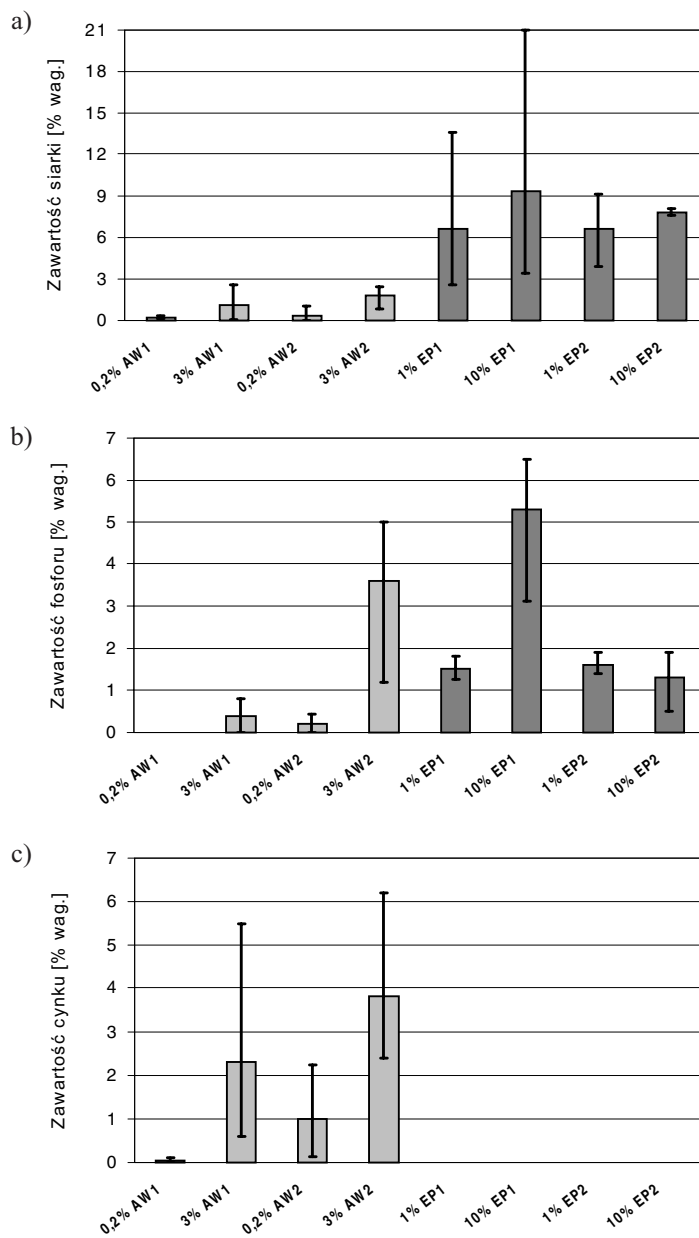 a)
Zawartość siarki [% wag.]
21
18
15
12
9
6
3
0
0,2% AW1
3% AW1
0,2% AW2
3% AW2
1% EP1
10% EP1
1% EP2
10% EP2
b)
Zawartość fosforu [% wag.]
7
6
5
4
3
2
1
0
0,2% AW1
3% AW1
0,2% AW2
3% AW2
1% EP1
10% EP1
1% EP2
10% EP2
c)
Zawartość cynku [% wag.]
7
6
5
4
3
2
1
0
0,2% AW1
3% AW1
0,2% AW2
3% AW2
1% EP1
10% EP1
1% EP2
10% EP2